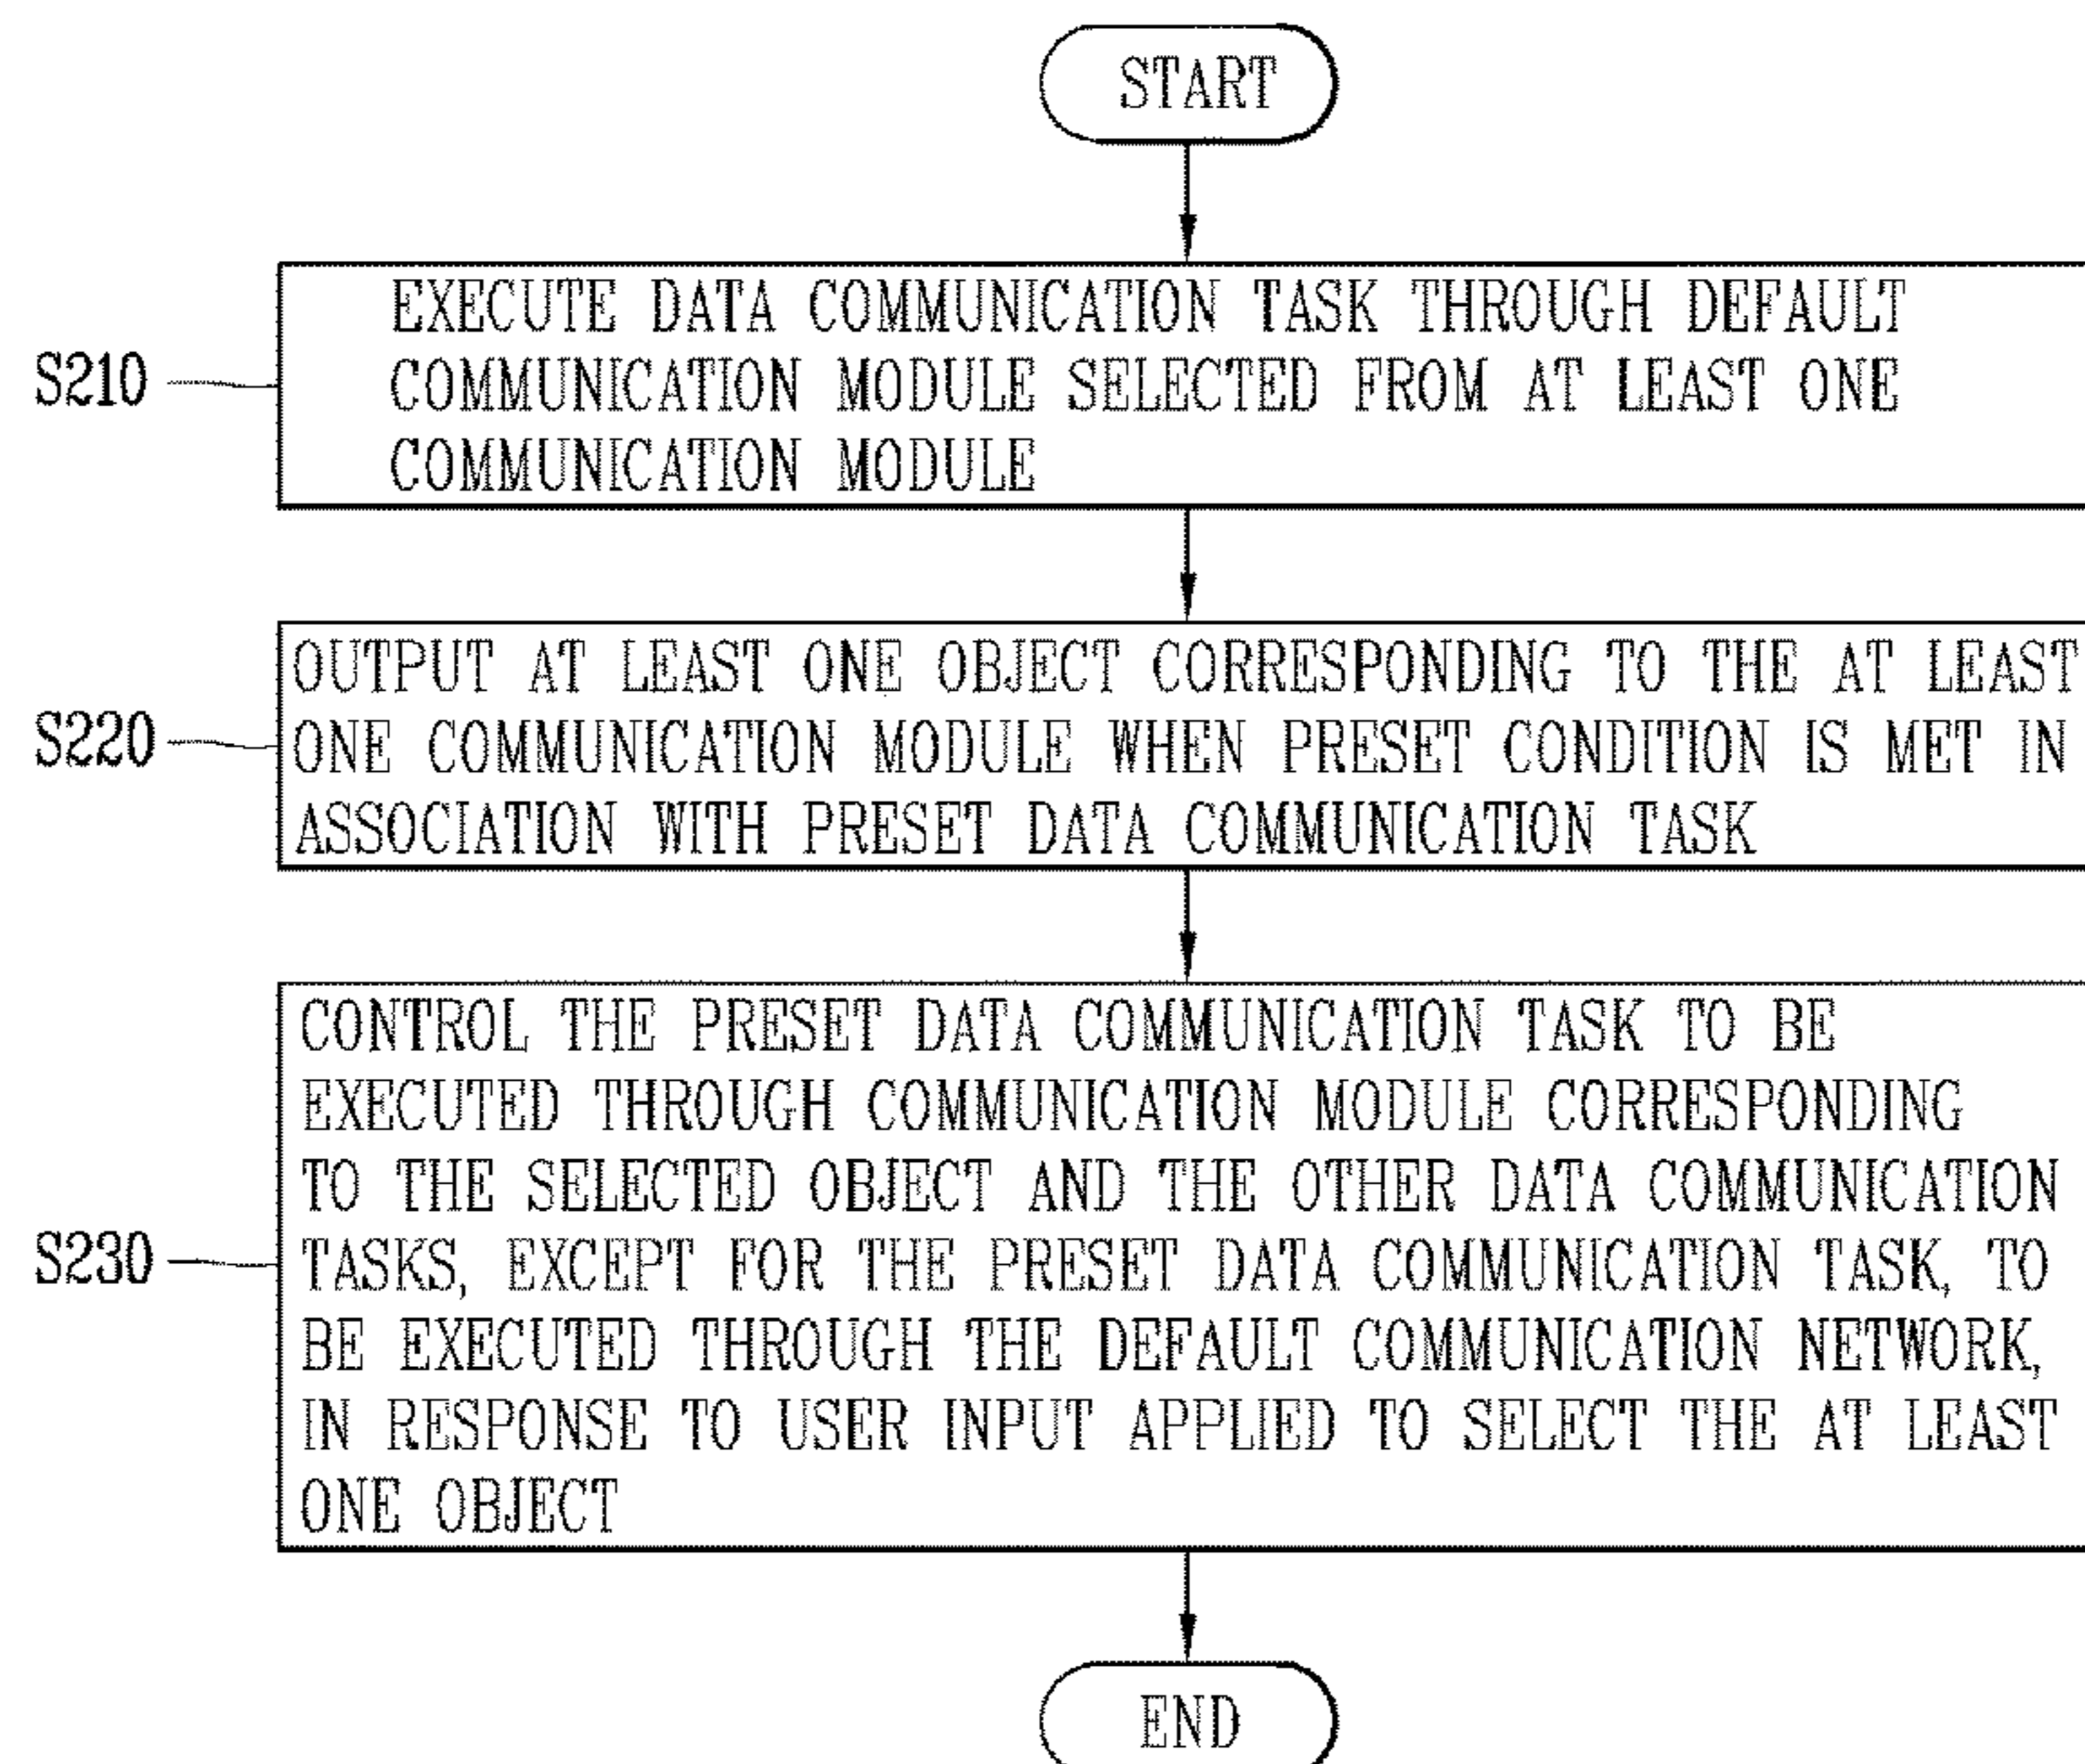 START
S210
EXECUTE DATA COMMUNICATION TASK THROUGH DEFAULT
COMMUNICATION MODULE SELECTED FROM AT LEAST ONE
COMMUNICATION MODULE
S220
OUTPUT AT LEAST ONE OBJECT CORRESPONDING TO THE AT LEAST
ONE COMMUNICATION MODULE WHEN PRESET CONDITION IS MET IN
ASSOCIATION WITH PRESET DATA COMMUNICATION TASK
S230
CONTROL THE PRESET DATA COMMUNICATION TASK TO BE
EXECUTED THROUGH COMMUNICATION MODULE CORRESPONDING
TO THE SELECTED OBJECT AND THE OTHER DATA COMMUNICATION
TASKS, EXCEPT FOR THE PRESET DATA COMMUNICATION TASK, TO
BE EXECUTED THROUGH THE DEFAULT COMMUNICATION NETWORK,
IN RESPONSE TO USER INPUT APPLIED TO SELECT THE AT LEAST
ONE OBJECT
END